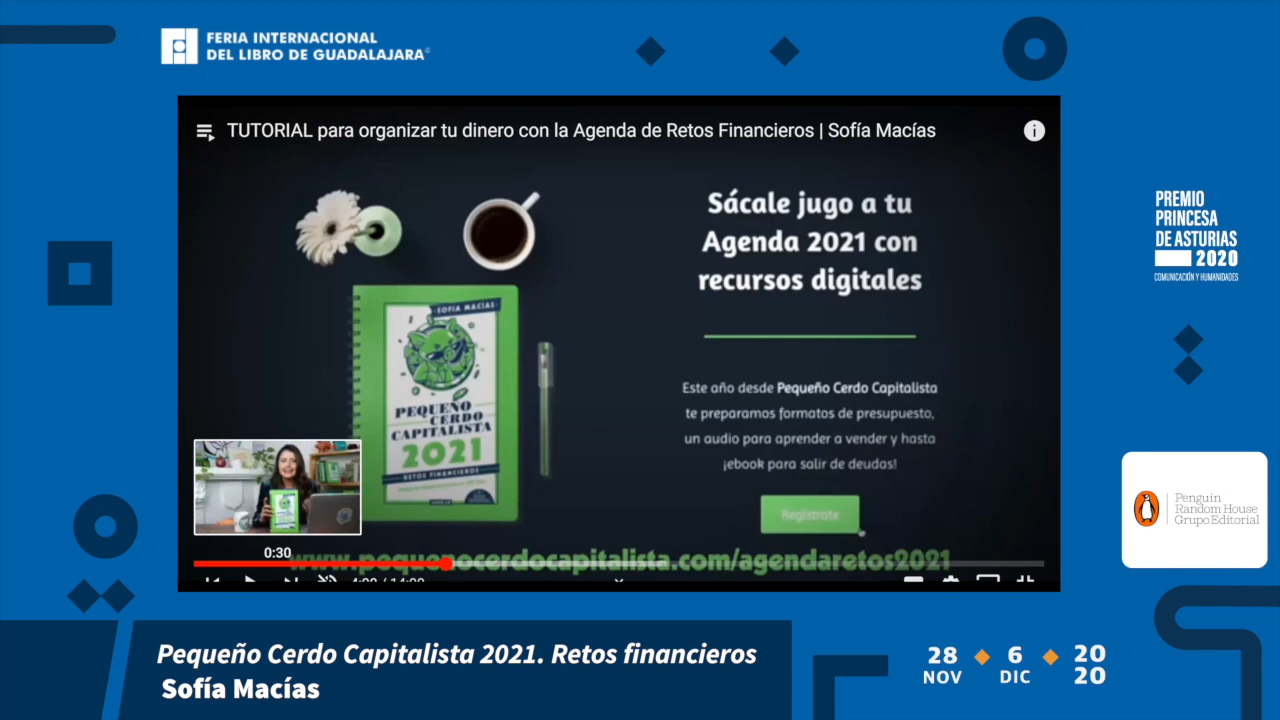 FERIA INTERNACIONAL
DEL LIBRO DE GUADALAJARA
TUTORIAL para organizar tu dinero con la Agenda de Retos Financieros | Sofía Macías
i
Sácale jugo a tu
Agenda 2021 con
recursos digitales
Este año desde Pequeño Cerdo Capitalista
te preparamos formatos de presupuesto,
un audio para aprender a vender y hasta
¡ebook para salir de deudas!
Regístrate
SOFÍA MACÍAS
PEQUEÑO
CERDO
CAPITALISTA
2021
RETOS FINANCIEROS
0:30
www.pequenocerdocapitalista.com/agendaretos2021
PREMIO
PRINCESA
DE ASTURIAS
2020
COMUNICACIÓN Y HUMANIDADES
Penguin
Random House
Grupo Editorial
Pequeño Cerdo Capitalista 2021. Retos financieros
Sofía Macías
28 NOV
6 DIC
20
20